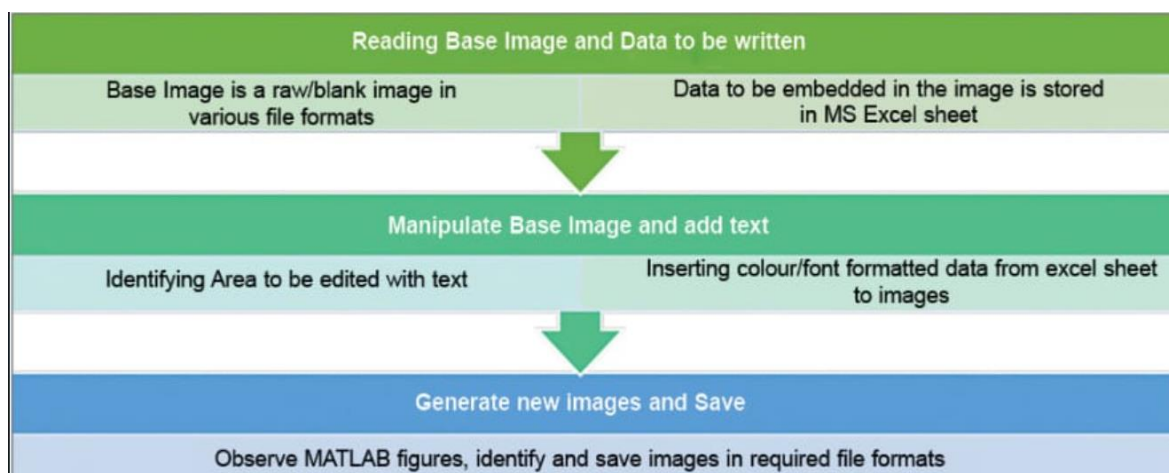 Reading Base Image and Data to be written
Base Image is a raw/blank image in
various file formats
Data to be embedded in the image is stored
in MS Excel sheet
Manipulate Base Image and add text
Identifying Area to be edited with text
Inserting colour/font formatted data from excel sheet
to images
Generate new images and Save
Observe MATLAB figures, identify and save images in required file formats